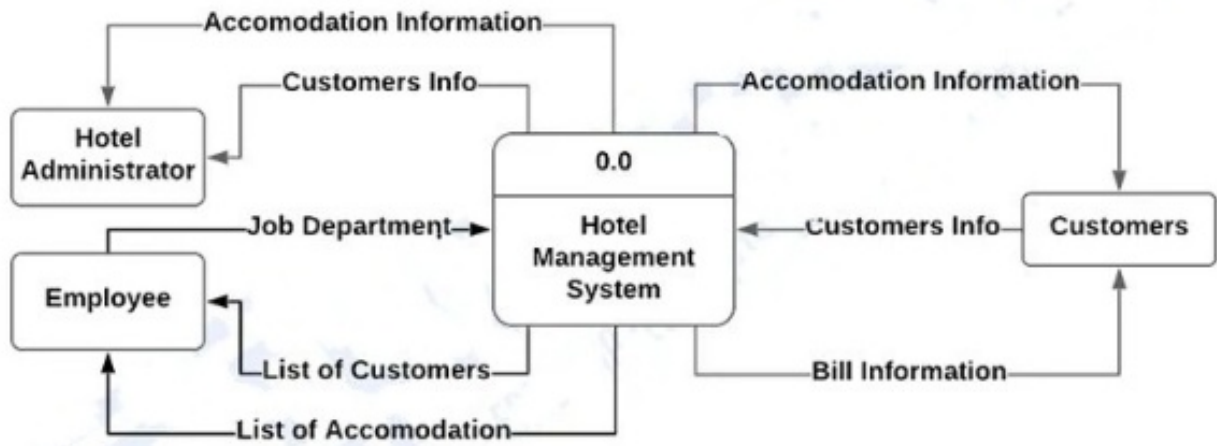 Accomodation Information
Customers Info
Accomodation Information
Hotel
Administrator
0.0
Job Department
Hotel
Management
System
Customers Info
Customers
Employee
List of Customers
Bill Information
List of Accomodation